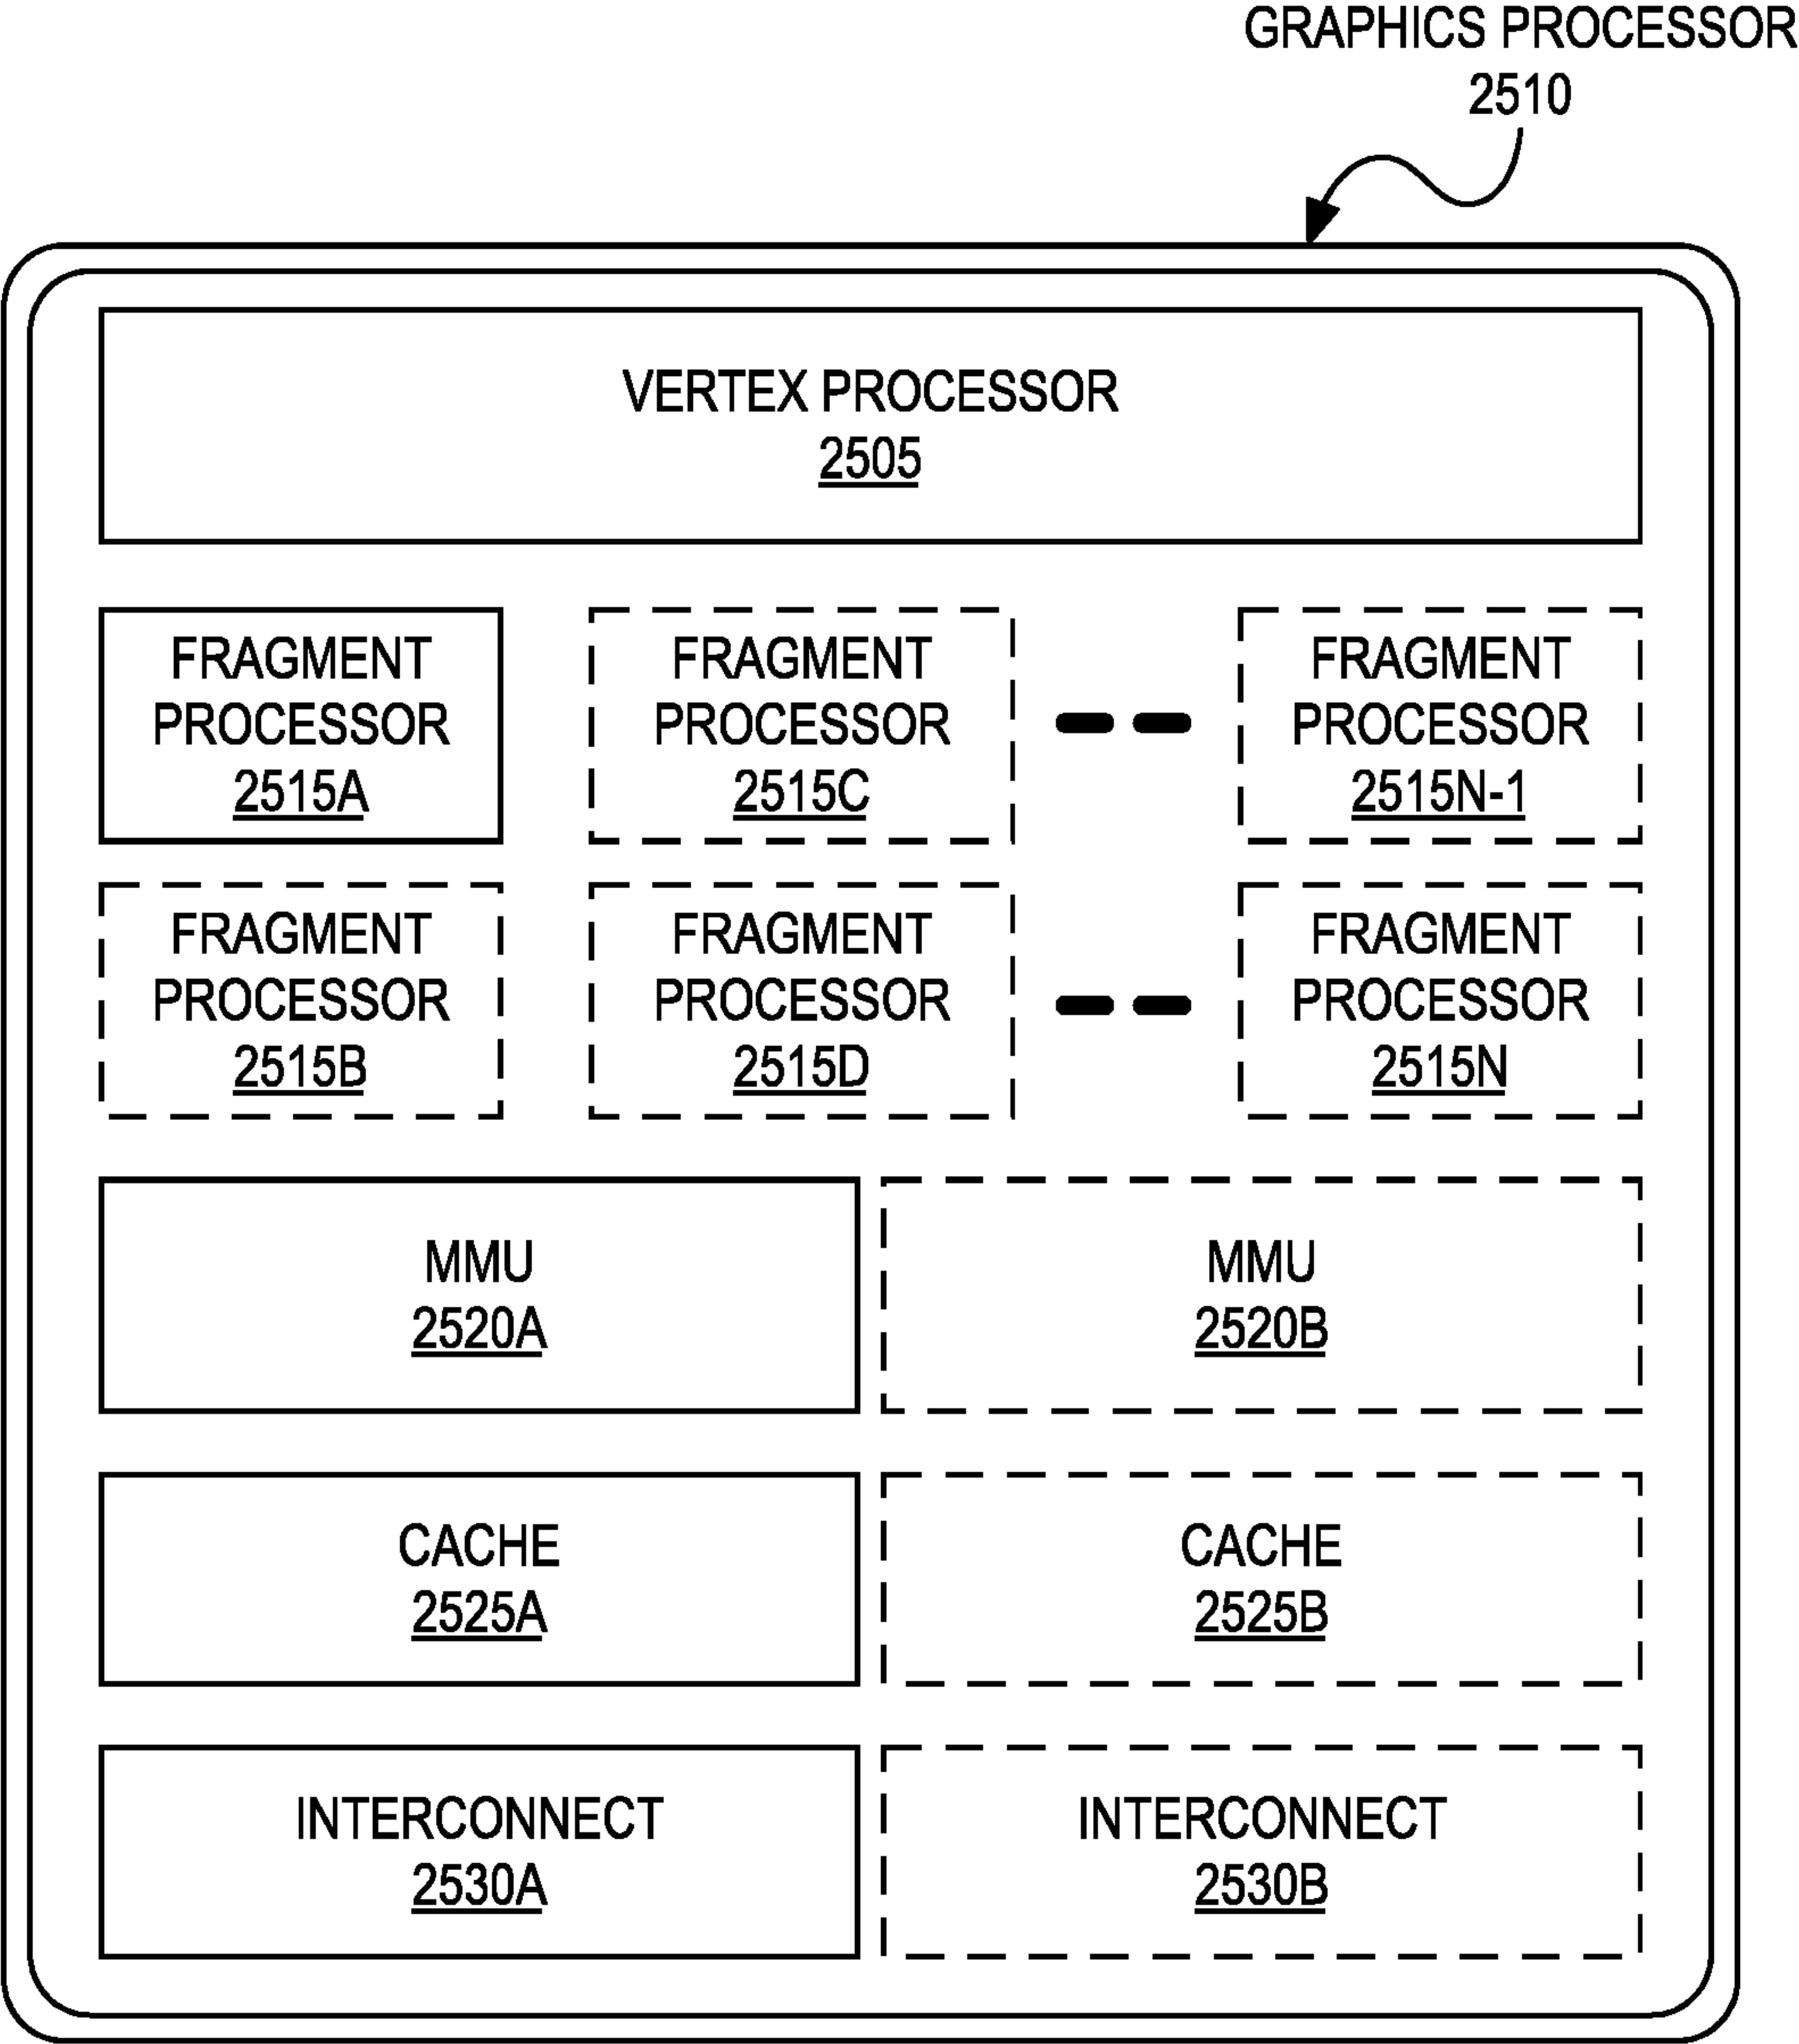 GRAPHICS PROCESSOR
2510
VERTEX PROCESSOR
2505
FRAGMENT
PROCESSOR
2515A
FRAGMENT
PROCESSOR
2515C
FRAGMENT
PROCESSOR
2515N-1
FRAGMENT
PROCESSOR
2515B
FRAGMENT
PROCESSOR
2515D
FRAGMENT
PROCESSOR
2515N
MMU
2520A
MMU
2520B
CACHE
2525A
CACHE
2525B
INTERCONNECT
2530A
INTERCONNECT
2530B